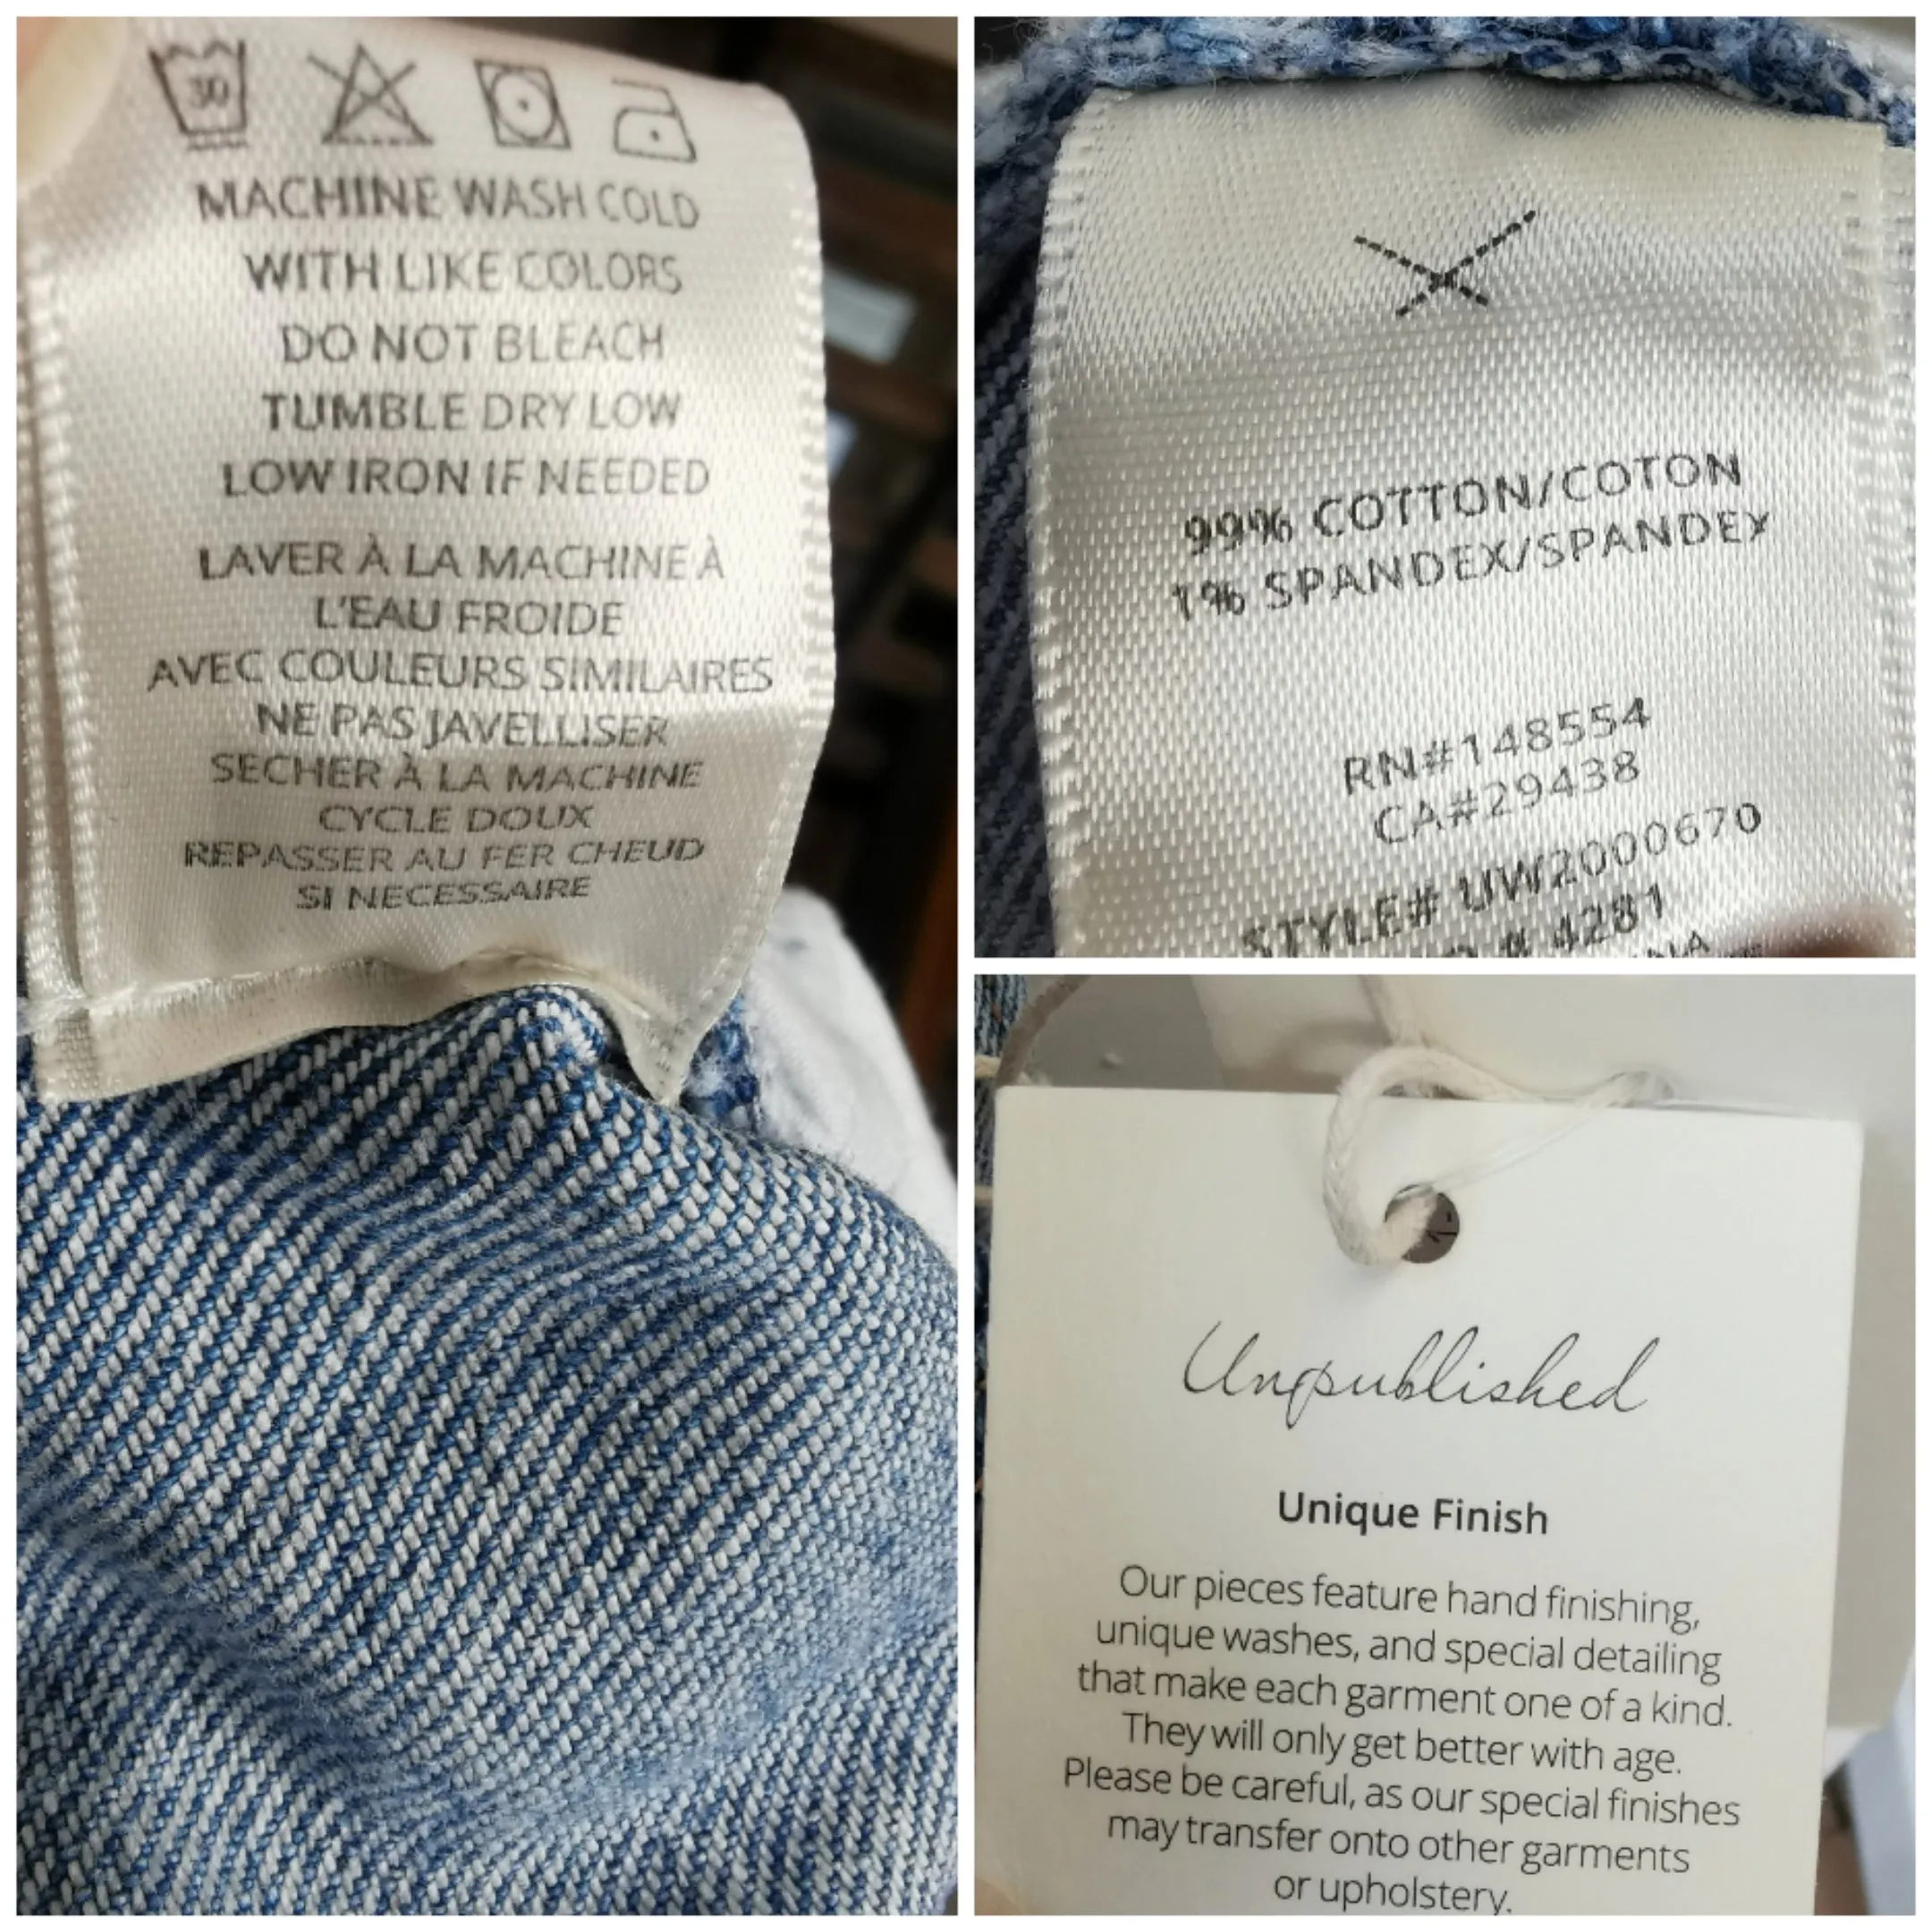 30
MACHINE WASH COLD
WITH LIKE COLORS
DO NOT BLEACH
TUMBLE DRY LOW
LOW IRON IF NEEDED
LAVER À LA MACHINE À
L'EAU FROIDE
AVEC COULEURS SIMILAIRES
NE PAS JAVELLISER
SECHER À LA MACHINE
CYCLE DOUX
REPASSER AU FER CHEUD
SI NECESSAIRE
99% COTTON/COTON
1% SPANDEX/SPANDEX
RN#148554
CA#29438
STYLE# UW2000670
# 4281
Unpublished
Unique Finish
Our pieces feature hand finishing,
unique washes, and special detailing
that make each garment one of a kind.
They will only get better with age.
Please be careful, as our special finishes
may transfer onto other garments
or upholstery.